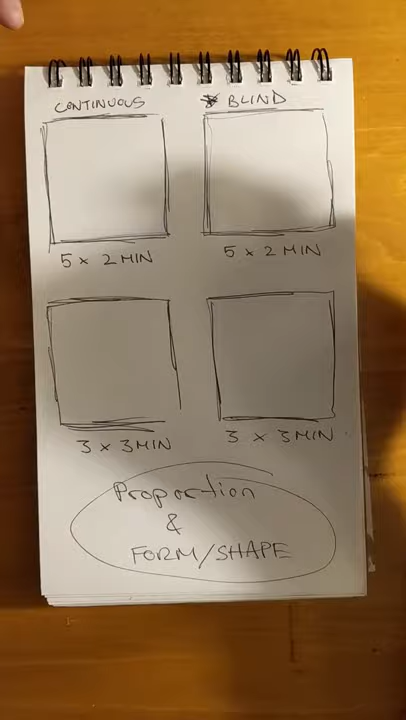 CONTINUOUS
BLIND
5 x 2 MIN
5 x 2 MIN
3 x 3 MIN
3 x 3 MIN
Proportion
&
FORM/SHAPE